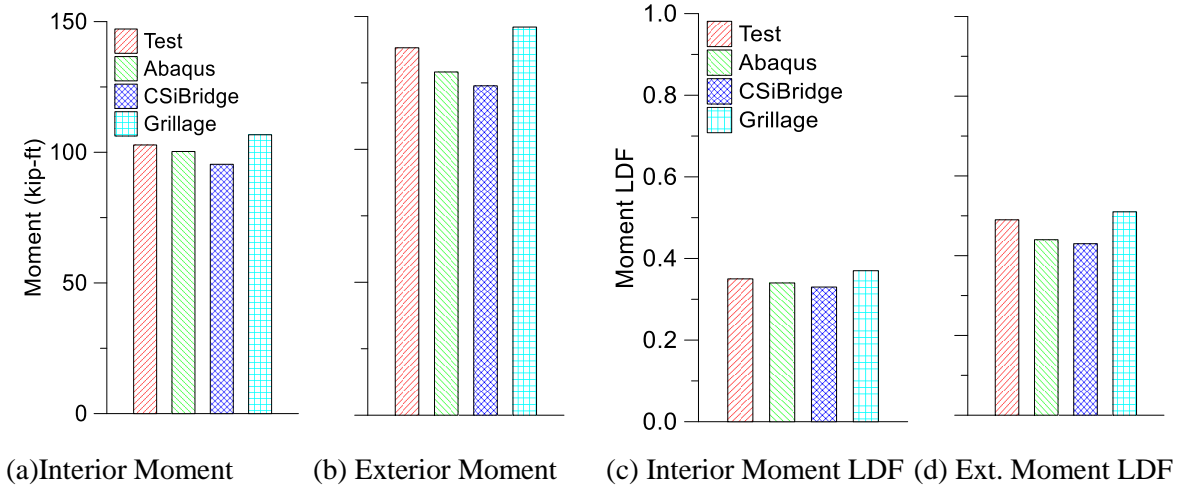 150
100
50
0
Moment (kip-ft)
Test
Abaqus
CSiBridge
Grillage
1.0
0.8
0.6
0.4
0.2
0.0
Moment LDF
Test
Abaqus
CSiBridge
Grillage
(a)Interior Moment
(b) Exterior Moment
(c) Interior Moment LDF
(d) Ext. Moment LDF